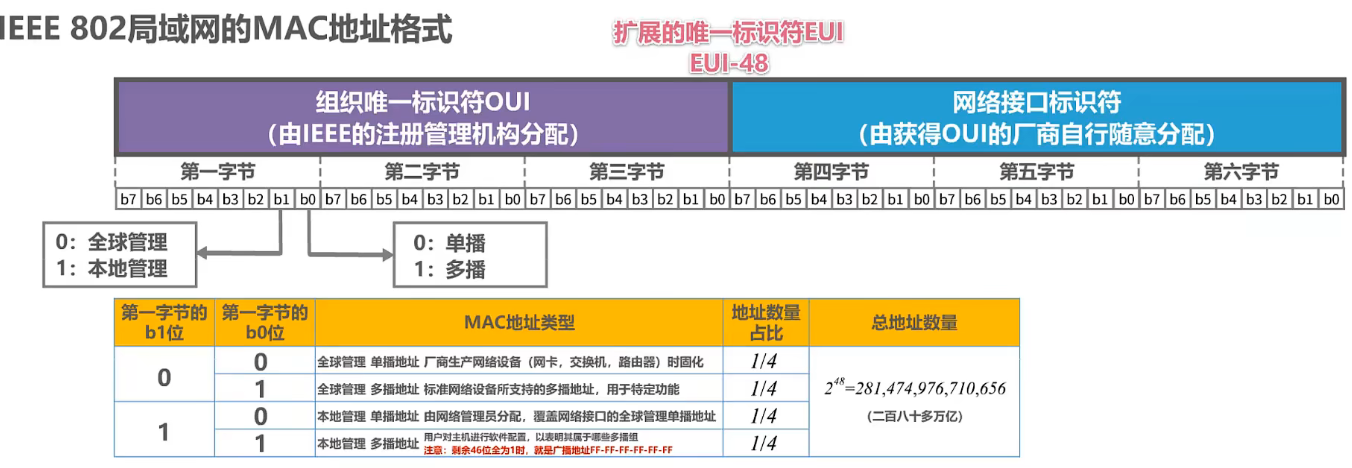 IEEE 802局域网的MAC地址格式
扩展的唯一标识符EUI
EUI-48
组织唯一标识符OUI
（由IEEE的注册管理机构分配）
网络接口标识符
（由获得OUI的厂商自行随意分配）
第一字节 第二字节 第三字节 第四字节 第五字节 第六字节
b7 b6 b5 b4 b3 b2 b1 b0 b7 b6 b5 b4 b3 b2 b1 b0 b7 b6 b5 b4 b3 b2 b1 b0 b7 b6 b5 b4 b3 b2 b1 b0 b7 b6 b5 b4 b3 b2 b1 b0 b7 b6 b5 b4 b3 b2 b1 b0
0：全球管理
1：本地管理
0：单播
1：多播
第一字节的
b1位
第一字节的
b0位
MAC地址类型
地址数量
占比
总地址数量
0
0 全球管理 单播地址 厂商生产网络设备（网卡，交换机，路由器）时固化 1/4
1 全球管理 多播地址 标准网络设备所支持的多播地址，用于特定功能 1/4
1
0 本地管理 单播地址 由网络管理员分配，覆盖网络接口的全球管理单播地址 1/4
1 本地管理 多播地址 用户对主机进行软件配置，以表明其属于哪些多播组
注意：剩余46位全为1时，就是广播地址FF-FF-FF-FF-FF-FF
1/4
2⁴⁸=281,474,976,710,656
（二百八十多万亿）